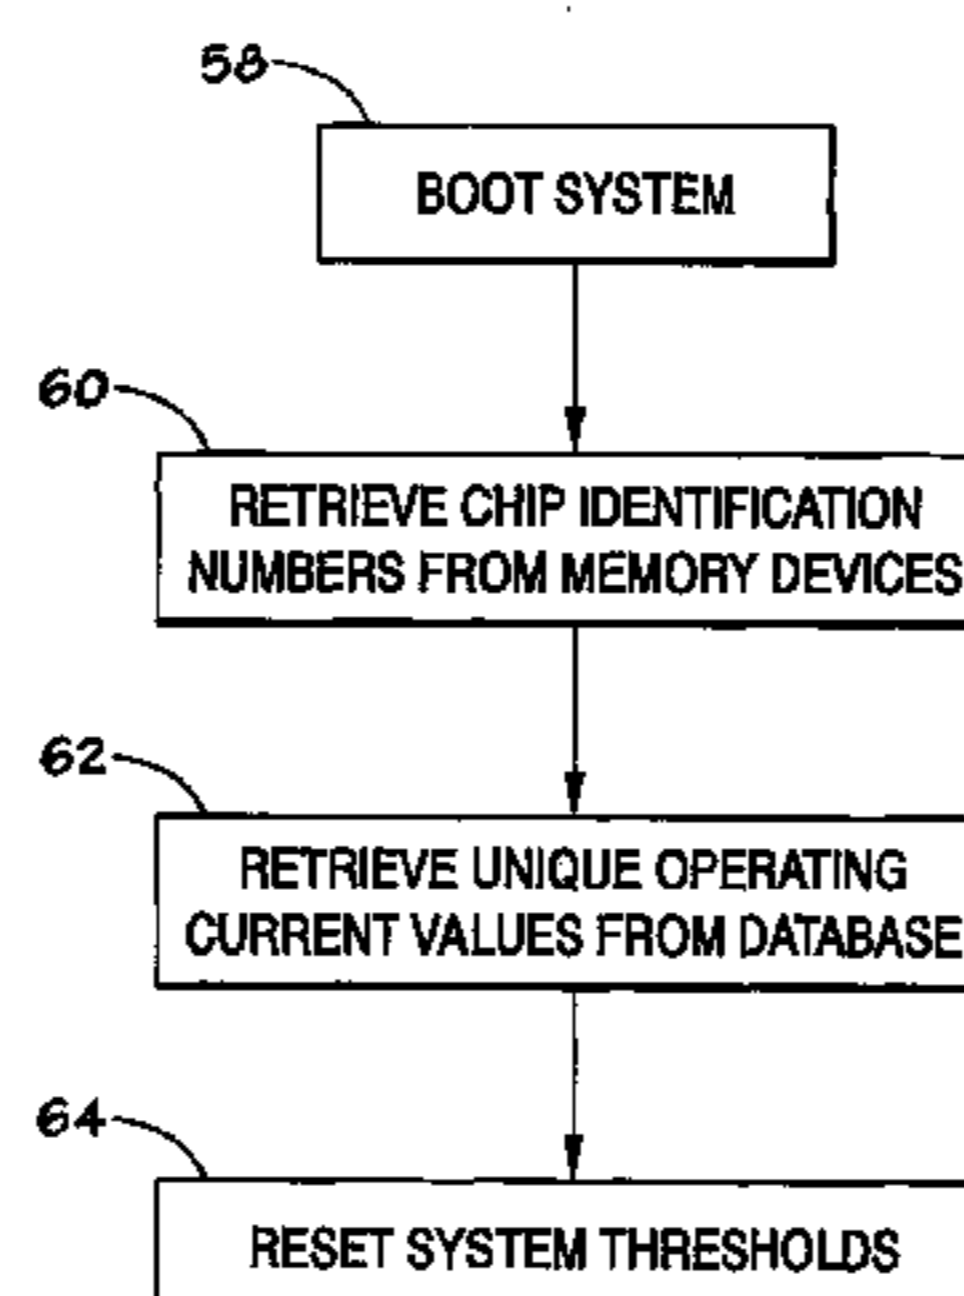 58
BOOT SYSTEM
60
RETRIEVE CHIP IDENTIFICATION
NUMBERS FROM MEMORY DEVICES
62
RETRIEVE UNIQUE OPERATING
CURRENT VALUES FROM DATABASE
64
RESET SYSTEM THRESHOLDS